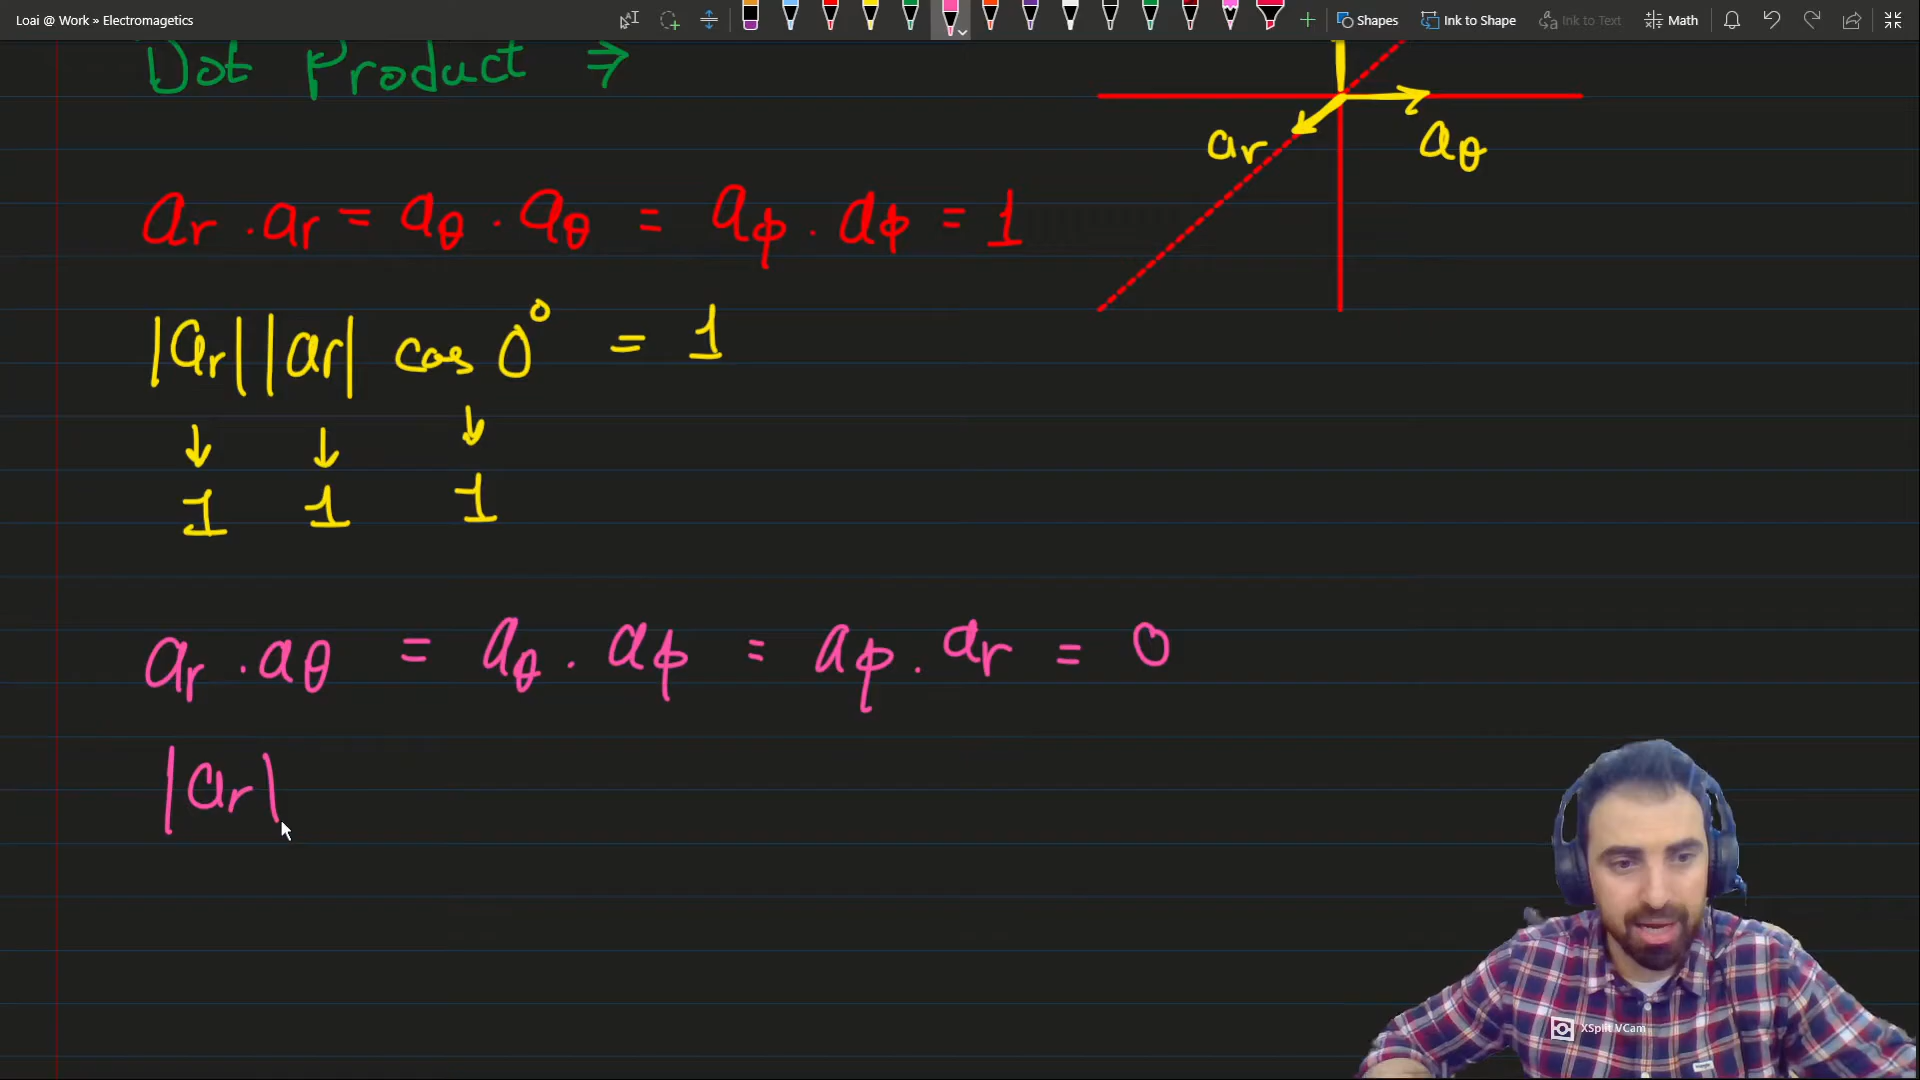 Loai @ Work » Electromagetics
Shapes
Ink to Shape
Ink to Text
Math
Dot Product →
ar
aθ
ar . ar = aθ . aθ = aφ . aφ = 1
|ar| |ar| cos 0° = 1
↓ ↓ ↓
1 1 1
ar . aθ = aθ . aφ = aφ . ar = 0
|ar|
XSplit VCam